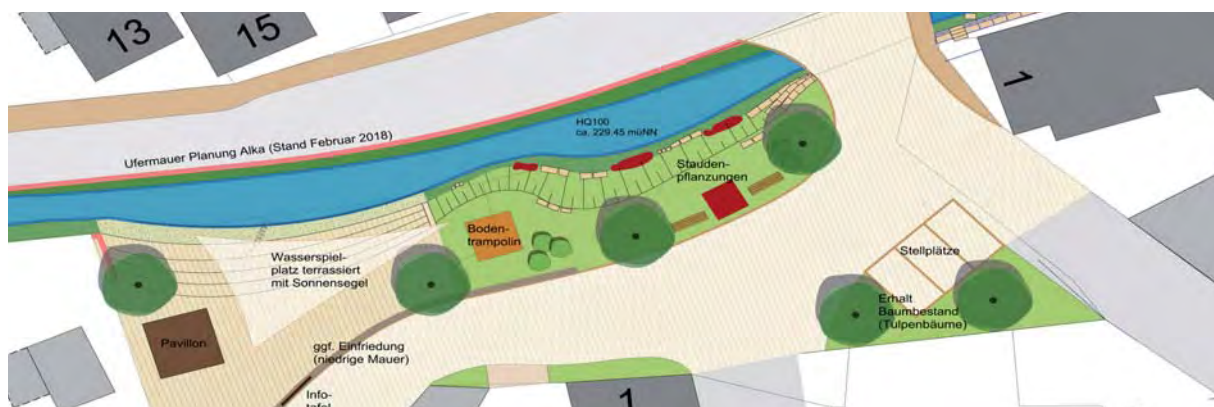 13
15
1
Ufermauer Planung Alka (Stand Februar 2018)
HQ100
ca. 229.45 müNN
Stauden-
pflanzungen
Boden-
trampolin
Wasserspiel-
platz terrassiert
mit Sonnensegel
Stellplätze
Erhalt
Baumbestand
(Tulpenbäume)
Pavillon
ggf. Einfriedung
(niedrige Mauer)
Info-
tafel
1